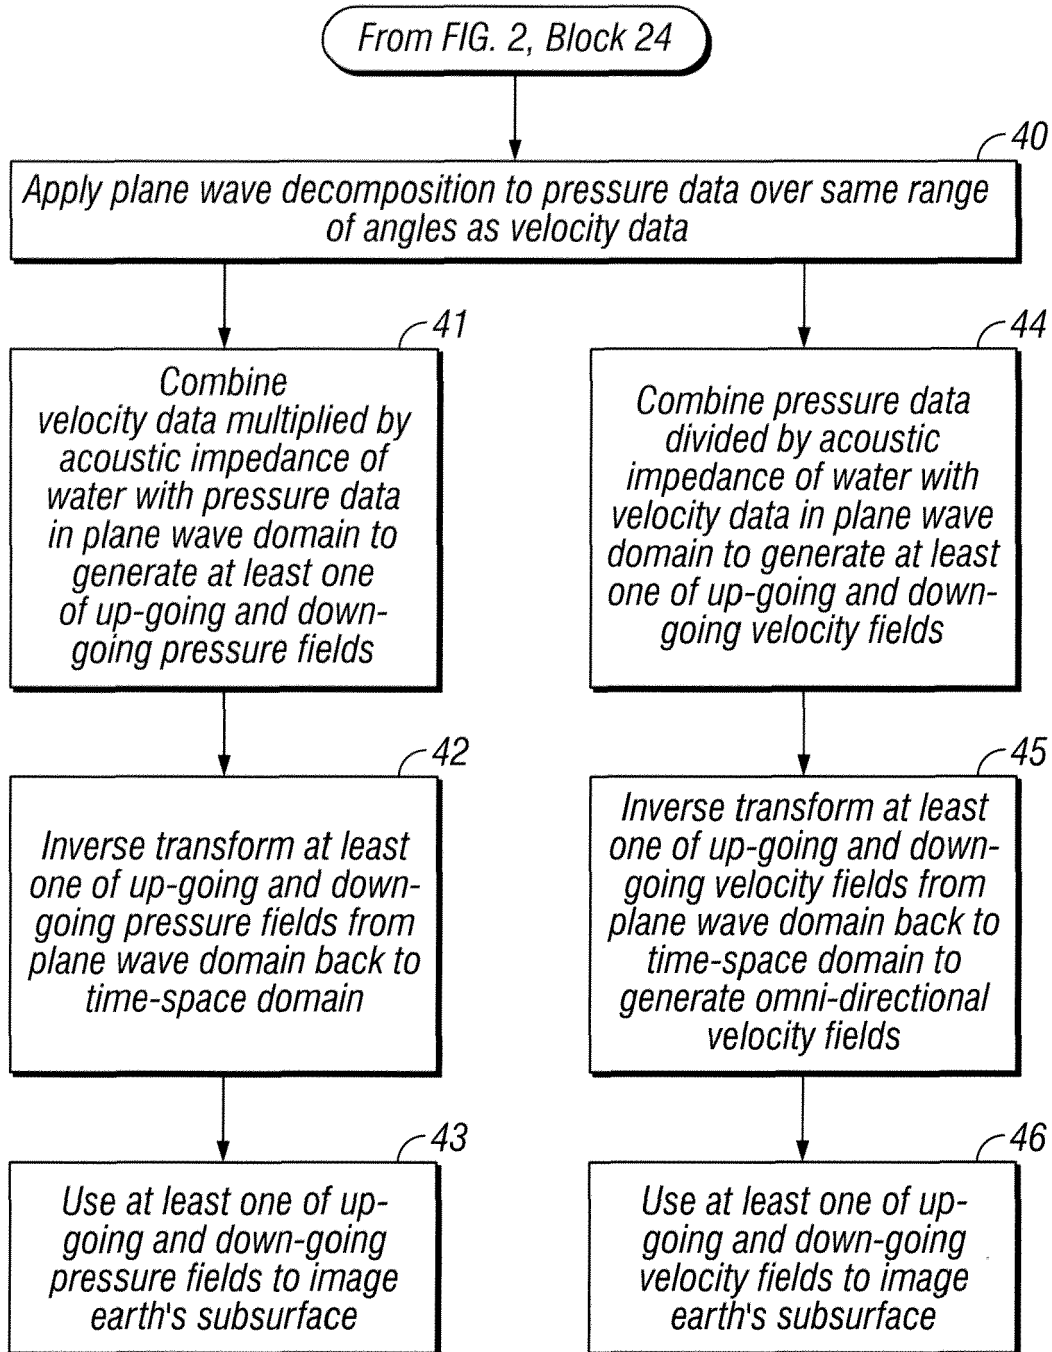 From FIG. 2, Block 24
40
Apply plane wave decomposition to pressure data over same range
of angles as velocity data
41
Combine
velocity data multiplied by
acoustic impedance of
water with pressure data
in plane wave domain to
generate at least one
of up-going and down-
going pressure fields
44
Combine pressure data
divided by acoustic
impedance of water with
velocity data in plane wave
domain to generate at least
one of up-going and down-
going velocity fields
42
Inverse transform at least
one of up-going and down-
going pressure fields from
plane wave domain back to
time-space domain
45
Inverse transform at least
one of up-going and down-
going velocity fields from
plane wave domain back to
time-space domain to
generate omni-directional
velocity fields
43
Use at least one of up-
going and down-going
pressure fields to image
earth's subsurface
46
Use at least one of up-
going and down-going
velocity fields to image
earth's subsurface